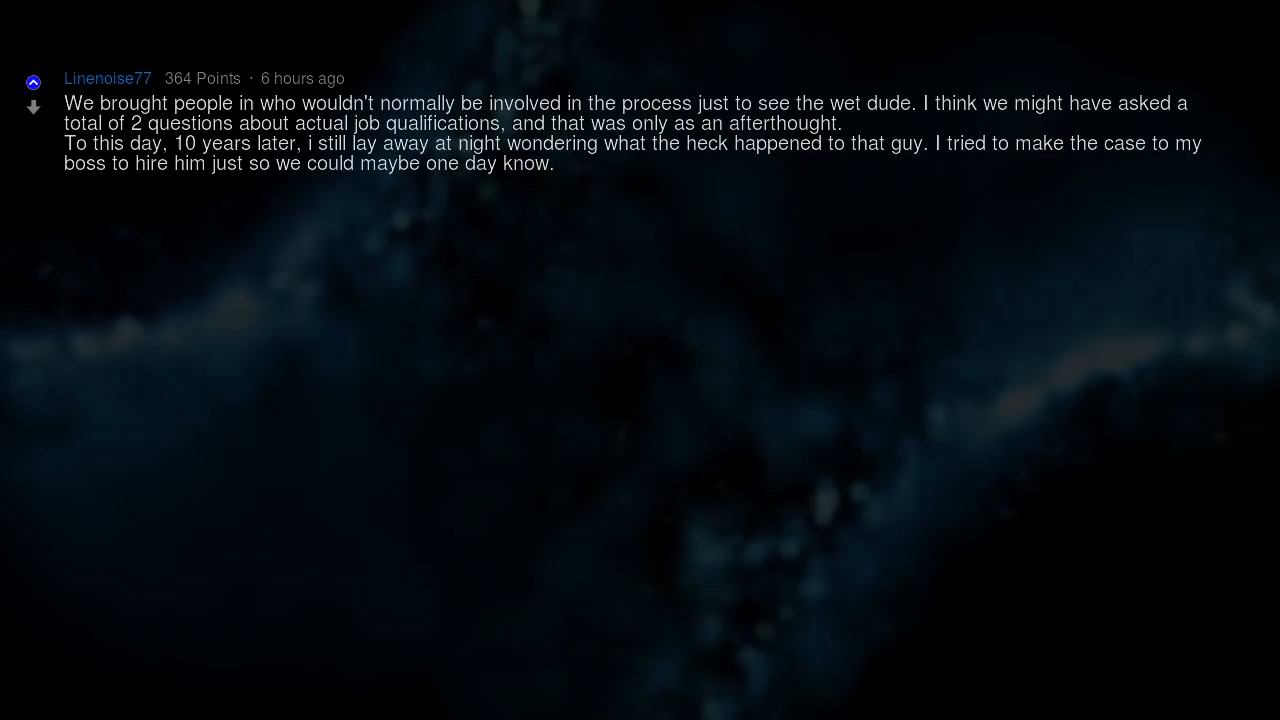 Linenoise77 364 Points · 6 hours ago
We brought people in who wouldn't normally be involved in the process just to see the wet dude. I think we might have asked a
total of 2 questions about actual job qualifications, and that was only as an afterthought.
To this day, 10 years later, i still lay away at night wondering what the heck happened to that guy. I tried to make the case to my
boss to hire him just so we could maybe one day know.